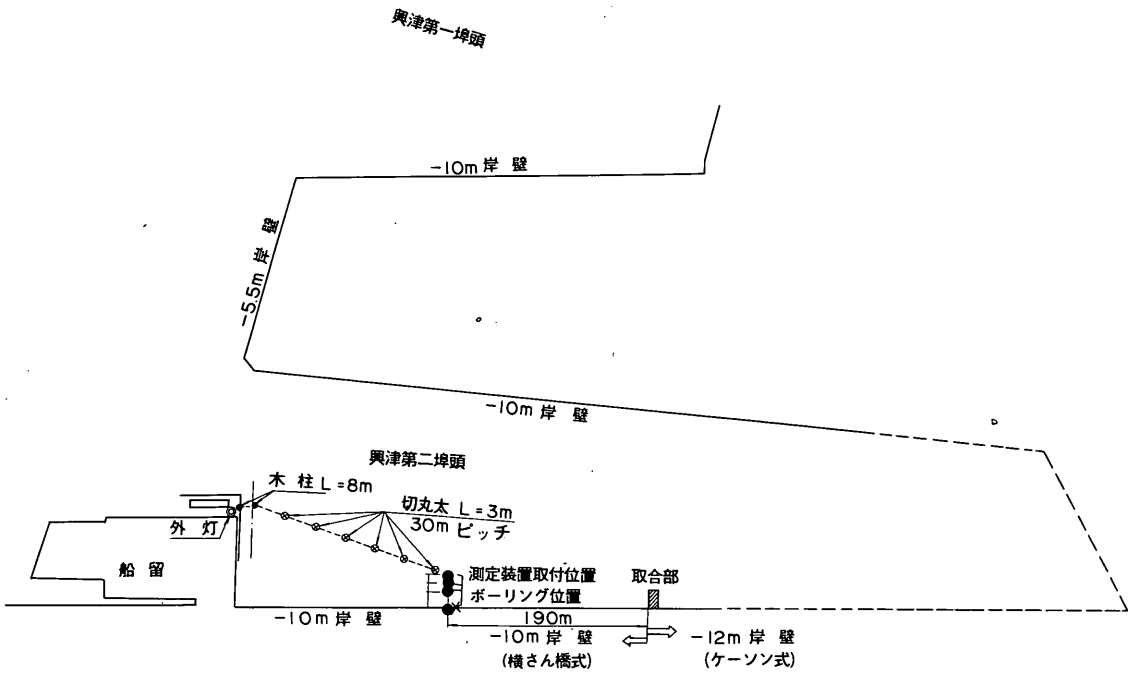 興津第一埠頭
-10m 岸 壁
-5.5m 岸 壁
-10m 岸 壁
興津第二埠頭
木 柱 L=8m
切丸太 L=3m
30m ピッチ
外 灯
船 留
測定装置取付位置
取合部
ボーリング位置
-10m 岸 壁
190m
-10m 岸 壁
-12m 岸 壁
(横さん橋式)
(ケーソン式)